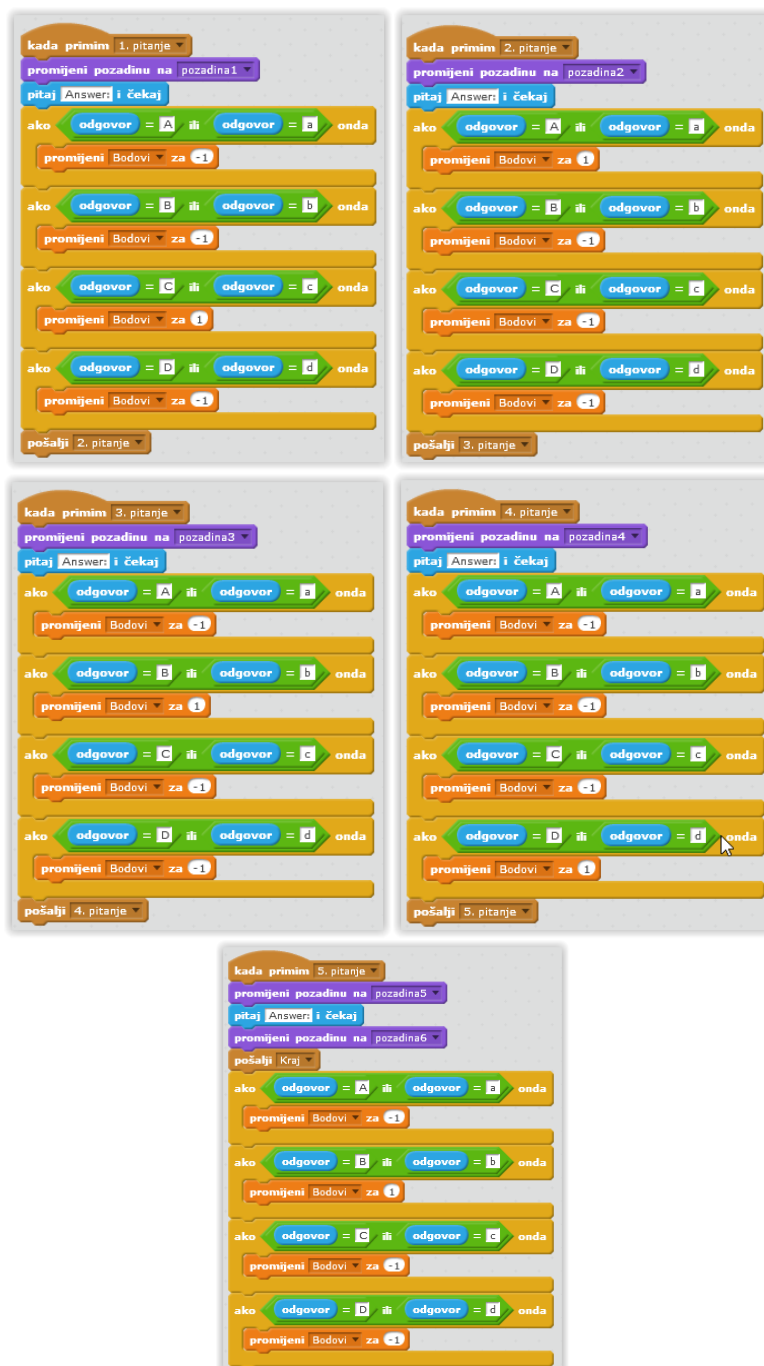 kada primim 1. pitanje
promijeni pozadinu na pozadina1
pitaj Answer: i čekaj
ako odgovor = A ili odgovor = a onda
promijeni Bodovi za -1
ako odgovor = B ili odgovor = b onda
promijeni Bodovi za -1
ako odgovor = C ili odgovor = c onda
promijeni Bodovi za 1
ako odgovor = D ili odgovor = d onda
promijeni Bodovi za -1
pošalji 2. pitanje
kada primim 2. pitanje
promijeni pozadinu na pozadina2
pitaj Answer: i čekaj
ako odgovor = A ili odgovor = a onda
promijeni Bodovi za 1
ako odgovor = B ili odgovor = b onda
promijeni Bodovi za -1
ako odgovor = C ili odgovor = c onda
promijeni Bodovi za -1
ako odgovor = D ili odgovor = d onda
promijeni Bodovi za -1
pošalji 3. pitanje
kada primim 3. pitanje
promijeni pozadinu na pozadina3
pitaj Answer: i čekaj
ako odgovor = A ili odgovor = a onda
promijeni Bodovi za -1
ako odgovor = B ili odgovor = b onda
promijeni Bodovi za 1
ako odgovor = C ili odgovor = c onda
promijeni Bodovi za -1
ako odgovor = D ili odgovor = d onda
promijeni Bodovi za -1
pošalji 4. pitanje
kada primim 4. pitanje
promijeni pozadinu na pozadina4
pitaj Answer: i čekaj
ako odgovor = A ili odgovor = a onda
promijeni Bodovi za -1
ako odgovor = B ili odgovor = b onda
promijeni Bodovi za -1
ako odgovor = C ili odgovor = c onda
promijeni Bodovi za -1
ako odgovor = D ili odgovor = d onda
promijeni Bodovi za 1
pošalji 5. pitanje
kada primim 5. pitanje
promijeni pozadinu na pozadina5
pitaj Answer: i čekaj
promijeni pozadinu na pozadina6
pošalji Kraj
ako odgovor = A ili odgovor = a onda
promijeni Bodovi za -1
ako odgovor = B ili odgovor = b onda
promijeni Bodovi za 1
ako odgovor = C ili odgovor = c onda
promijeni Bodovi za -1
ako odgovor = D ili odgovor = d onda
promijeni Bodovi za -1